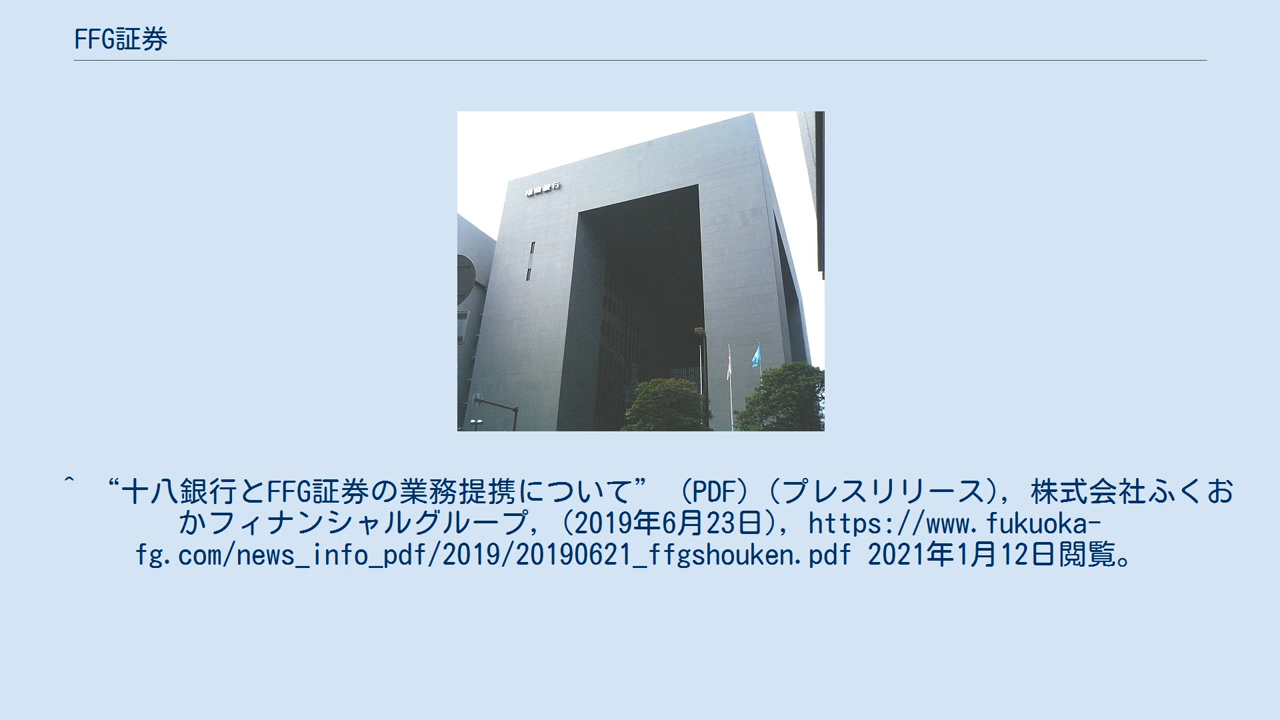 FFG証券
福岡銀行
^ “十八銀行とFFG証券の業務提携について” (PDF) (プレスリリース), 株式会社ふくお
かフィナンシャルグループ, (2019年6月23日), https://www.fukuoka-
fg.com/news_info_pdf/2019/20190621_ffgshouken.pdf 2021年1月12日閲覧。